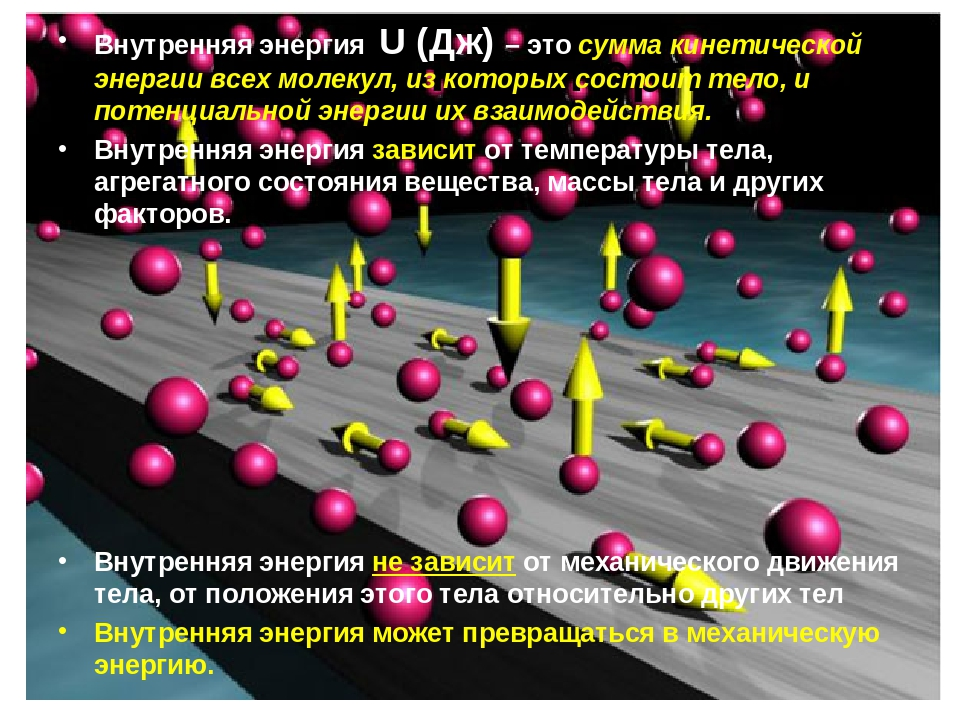 • Внутренняя энергия U (Дж) – это сумма кинетической
энергии всех молекул, из которых состоит тело, и
потенциальной энергии их взаимодействия.
• Внутренняя энергия зависит от температуры тела,
агрегатного состояния вещества, массы тела и других
факторов.
• Внутренняя энергия не зависит от механического движения
тела, от положения этого тела относительно других тел
• Внутренняя энергия может превращаться в механическую
энергию.